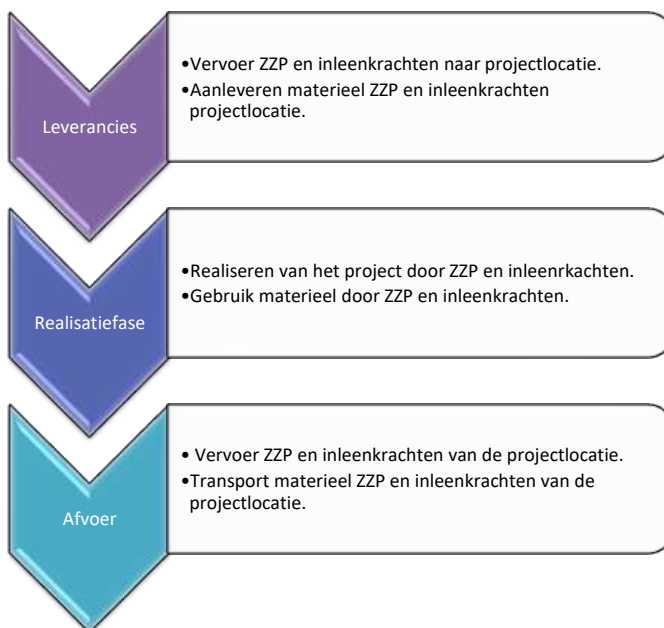 Leverancies
•Vervoer ZZP en inleenkrachten naar projectlocatie.
•Aanleveren materieel ZZP en inleenkrachten
projectlocatie.
Realisatiefase
•Realiseren van het project door ZZP en inleenrkachten.
•Gebruik materieel door ZZP en inleenkrachten.
Afvoer
• Vervoer ZZP en inleenkrachten van de projectlocatie.
•Transport materieel ZZP en inleenkrachten van de
projectlocatie.